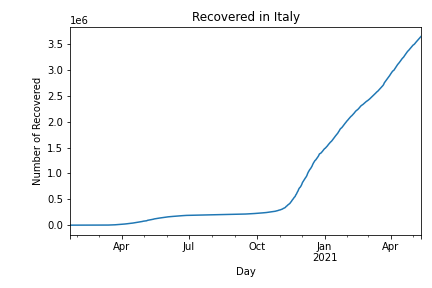 Recovered in Italy
1e6
3.5
3.0
2.5
2.0
1.5
1.0
0.5
0.0
Number of Recovered
Apr
Jul
Oct
Jan
2021
Apr
Day